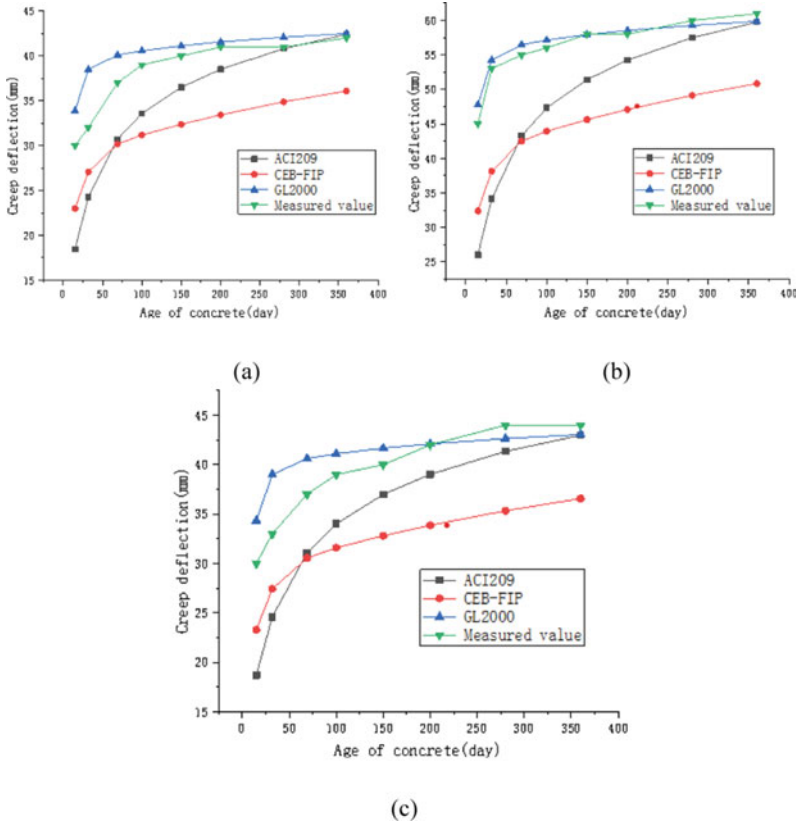 Creep deflection(mm)
45
40
35
30
25
20
15
ACI209
CEB-FIP
GL2000
Measured value
0 50 100 150 200 250 300 350 400
Age of concrete(day)
(a)
Creep deflection(mm)
60
55
50
45
40
35
30
25
ACI209
CEB-FIP
GL2000
Measured value
0 50 100 150 200 250 300 350 400
Age of concrete(day)
(b)
Creep deflection(mm)
45
40
35
30
25
20
15
ACI209
CEB-FIP
GL2000
Measured value
0 50 100 150 200 250 300 350 400
Age of concrete(day)
(c)